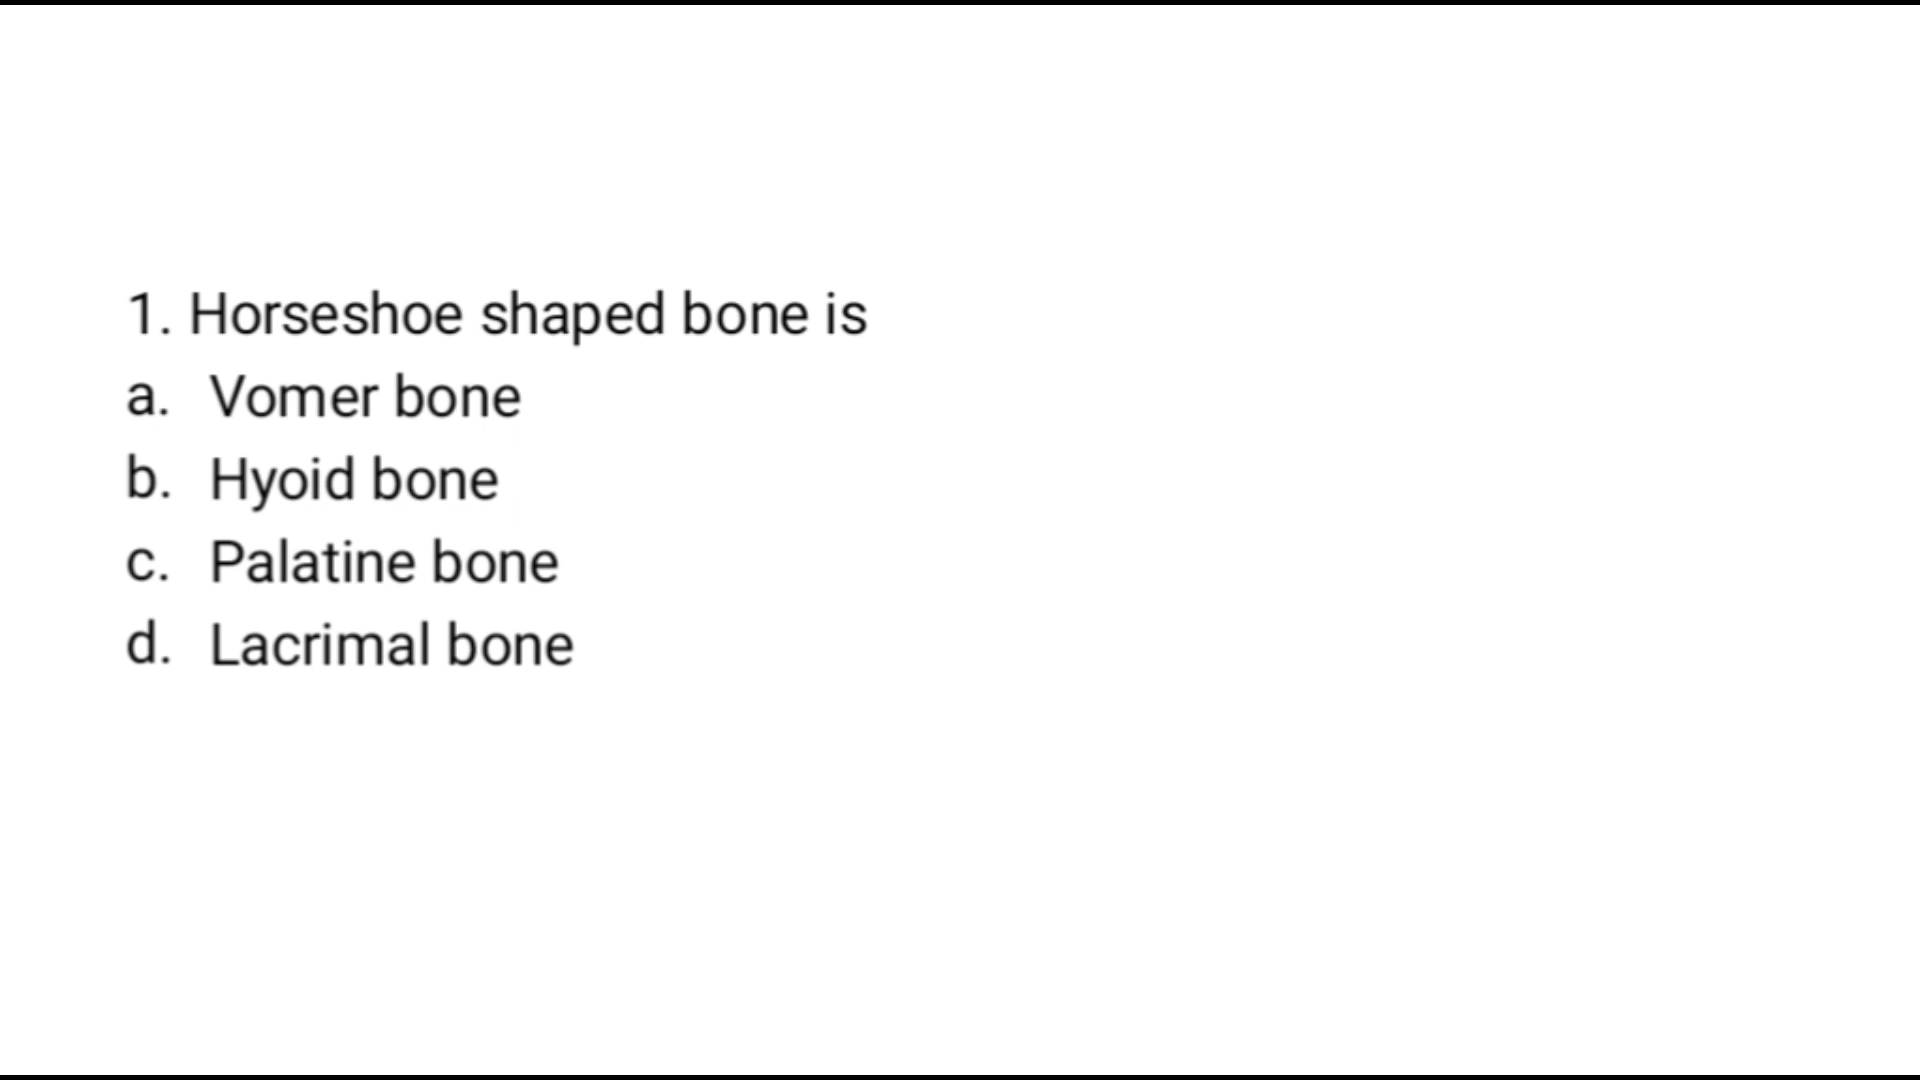 1. Horseshoe shaped bone is
a. Vomer bone
b. Hyoid bone
c. Palatine bone
d. Lacrimal bone